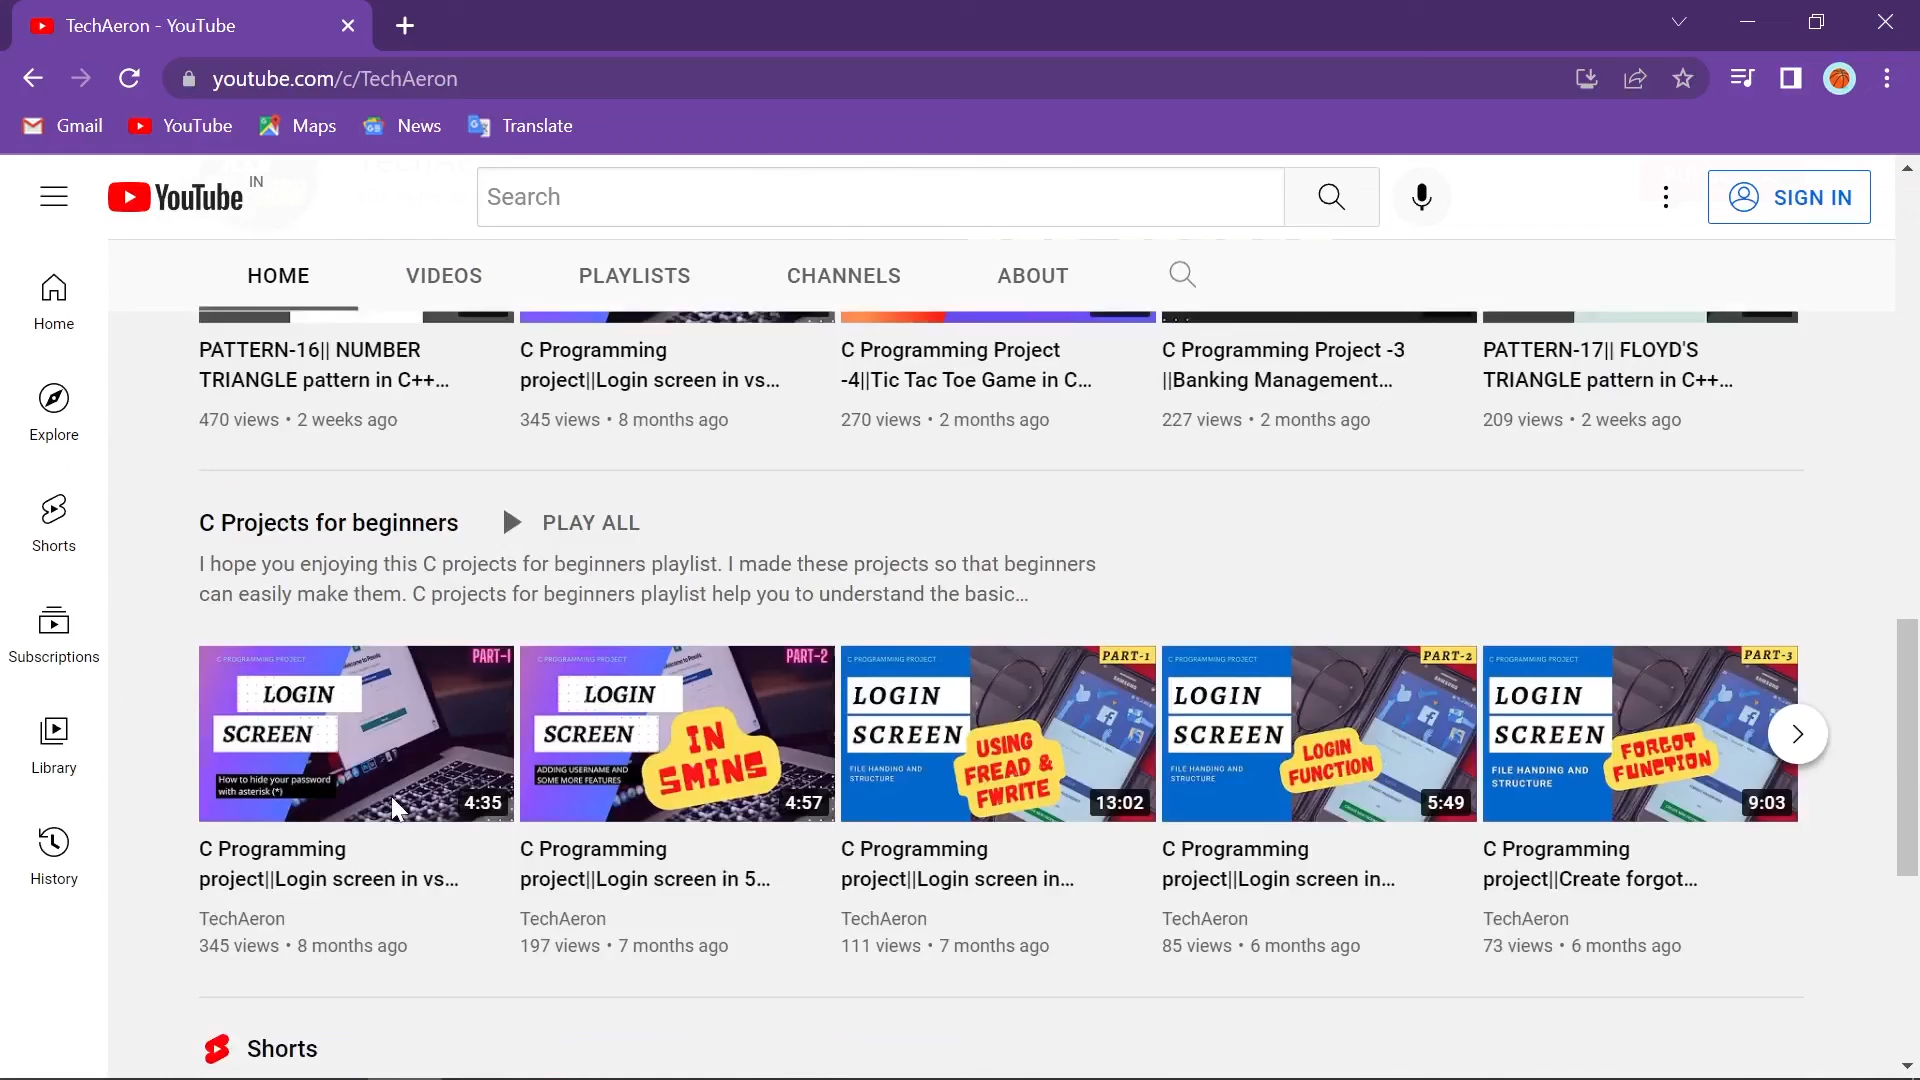 TechAeron - YouTube
youtube.com/c/TechAeron
Gmail YouTube Maps News Translate
YouTube IN
Search
SIGN IN
HOME VIDEOS PLAYLISTS CHANNELS ABOUT
Home
Explore
Shorts
Subscriptions
Library
History
PATTERN-16|| NUMBER
TRIANGLE pattern in C++...
470 views • 2 weeks ago
C Programming
project||Login screen in vs...
345 views • 8 months ago
C Programming Project
-4||Tic Tac Toe Game in C...
270 views • 2 months ago
C Programming Project -3
||Banking Management...
227 views • 2 months ago
PATTERN-17|| FLOYD'S
TRIANGLE pattern in C++...
209 views • 2 weeks ago
C Projects for beginners
PLAY ALL
I hope you enjoying this C projects for beginners playlist. I made these projects so that beginners
can easily make them. C projects for beginners playlist help you to understand the basic...
C PROGRAMMING PROJECT
PART-1
LOGIN
SCREEN
How to hide your password
with asterisk (*)
4:35
C Programming
project||Login screen in vs...
TechAeron
345 views • 8 months ago
C PROGRAMMING PROJECT
PART-2
LOGIN
SCREEN
ADDING USERNAME AND
SOME MORE FEATURES
IN
5MINS
4:57
C Programming
project||Login screen in 5...
TechAeron
197 views • 7 months ago
C PROGRAMMING PROJECT
PART-1
LOGIN
SCREEN
FILE HANDING AND
STRUCTURE
USING
FREAD &
FWRITE
13:02
C Programming
project||Login screen in...
TechAeron
111 views • 7 months ago
C PROGRAMMING PROJECT
PART-2
LOGIN
SCREEN
FILE HANDING AND
STRUCTURE
LOGIN
FUNCTION
5:49
C Programming
project||Login screen in...
TechAeron
85 views • 6 months ago
C PROGRAMMING PROJECT
PART-3
LOGIN
SCREEN
FILE HANDING AND
STRUCTURE
FORGOT
FUNCTION
9:03
C Programming
project||Create forgot...
TechAeron
73 views • 6 months ago
Shorts